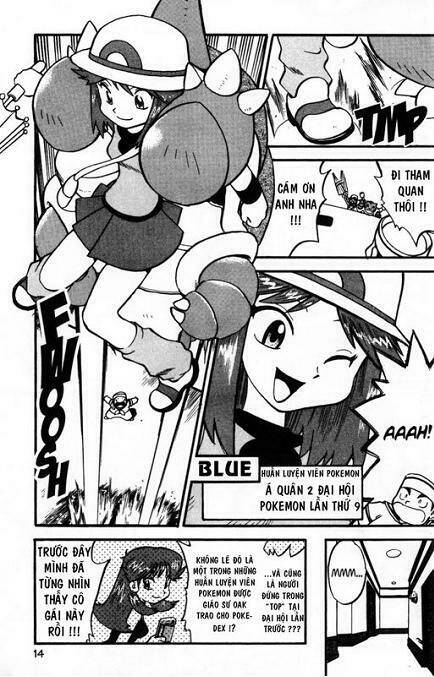 TMP
ĐI THAM
QUAN
THÔI !!
CÁM ƠN
ANH NHA
!!!
FWOOSH
AAAH!
BLUE
HUẤN LUYỆN VIÊN POKEMON
Á QUÂN 2 ĐẠI HỘI
POKEMON LẦN THỨ 9
MMM...
...VÀ CŨNG
LÀ NGƯỜI
ĐỨNG TRONG
"TOP" TẠI
ĐẠI HỘI LẦN
TRƯỚC ???
KHÔNG LẼ ĐÓ LÀ
MỘT TRONG NHỮNG
HUẤN LUYỆN VIÊN
POKEMON ĐƯỢC
GIÁO SƯ OAK
TRAO CHO POKE-
DEX !?
TRƯỚC ĐÂY
MÌNH ĐÃ
TỪNG NHÌN
THẤY CÔ
GÁI NÀY
RỒI !!!
14